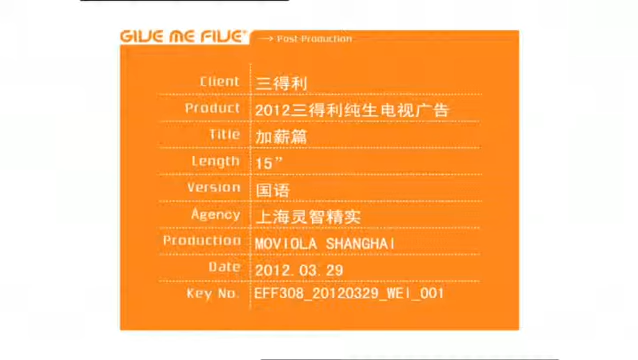 GIVE ME FIVE® → Post-Production
Client 三得利
Product 2012三得利纯生电视广告
Title 加薪篇
Length 15”
Version 国语
Agency 上海灵智精实
Production MOVIOLA SHANGHAI
Date 2012. 03. 29
Key No. EFF308_20120329_WEI_001